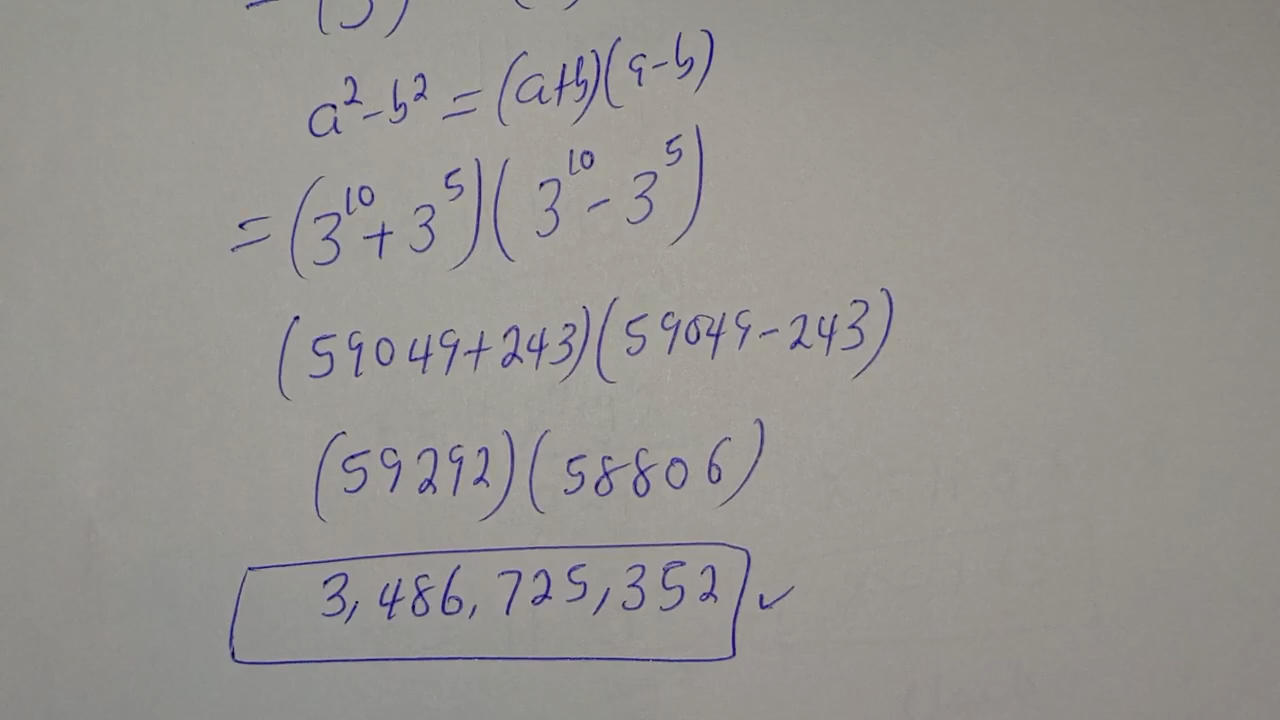 a² - b² = (a+b)(a-b)
= (3¹⁰ + 3⁵)(3¹⁰ - 3⁵)
(59049+243)(59049-243)
(59292)(58806)
3,486,725,352 ✓